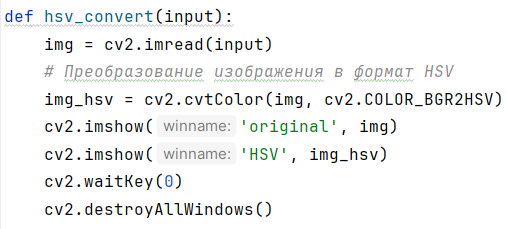 def hsv_convert(input):
    img = cv2.imread(input)
    # Преобразование изображения в формат HSV
    img_hsv = cv2.cvtColor(img, cv2.COLOR_BGR2HSV)
    cv2.imshow( winname: 'original', img)
    cv2.imshow( winname: 'HSV', img_hsv)
    cv2.waitKey(0)
    cv2.destroyAllWindows()